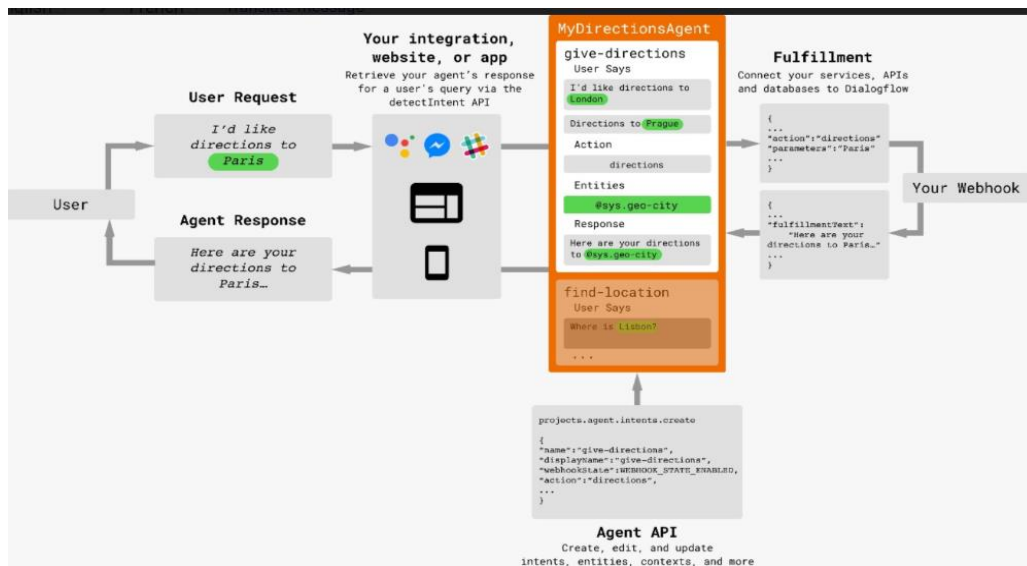 French
Translate message
User
User Request
I'd like
directions to
Paris
Agent Response
Here are your
directions to
Paris…
Your integration,
website, or app
Retrieve your agent's response
for a user's query via the
detectIntent API
MyDirectionsAgent
give-directions
User Says
I'd like directions to
London
Directions to Prague
Action
directions
Entities
@sys.geo-city
Response
Here are your directions
to @sys.geo-city
find-location
User Says
Where is Lisbon?
...
Fulfillment
Connect your services, APIs
and databases to Dialogflow
{
...
"action":"directions"
"parameters":"Paris"
...
}
{
...
"fulfillmentText":
"Here are your
directions to Paris…"
...
}
Your Webhook
projects.agent.intents.create
{
"name":"give-directions",
"displayName":"give-directions",
"webhookState":WEBHOOK_STATE_ENABLED,
"action":"directions",
...
}
Agent API
Create, edit, and update
intents, entities, contexts, and more